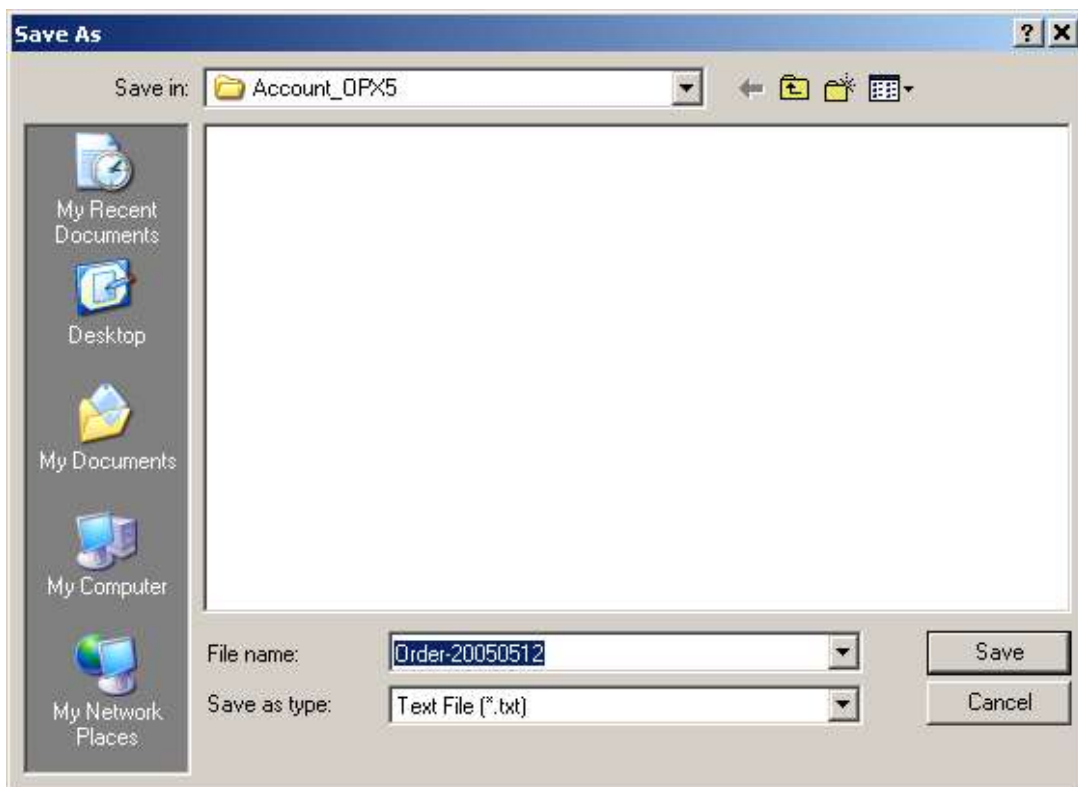 Save As
Save in:
Account_OPX5
My Recent
Documents
Desktop
My Documents
My Computer
My Network
Places
File name:
Order-20050512
Save
Save as type:
Text File (*.txt)
Cancel